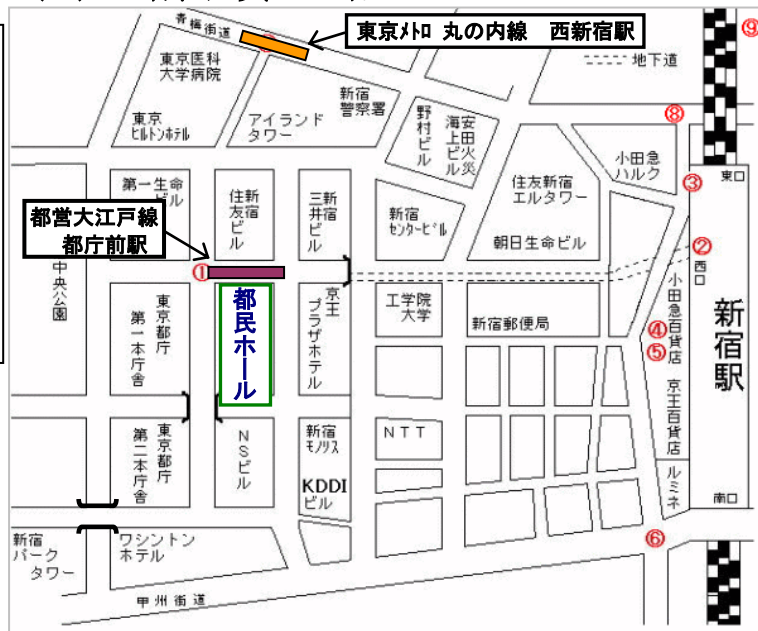 青梅街道
東京ﾒﾄﾛ 丸の内線　西新宿駅
⑨
地下道
東京医科
大学病院
新宿
警察署
東京
ﾋﾙﾄﾝﾎﾃﾙ
アイランド
タワー
野村ビル
安田火災
海上ビル
⑧
小田急
ハルク
③
東口
第一生命
ビル
住友
新宿
ビル
新宿
三井
ビル
新宿
ｾﾝﾀｰﾋﾞﾙ
住友新宿
エルタワー
朝日生命ビル
都営大江戸線
都庁前駅
①
②
西口
中央公園
東京都庁
第一本庁舎
都民ホール
京王
プラザホテル
工学院
大学
新宿郵便局
④
⑤
小田急百貨店
京王百貨店
新宿駅
東京都庁
第二本庁舎
NSビル
新宿
ﾓﾉﾘｽ
KDDI
ビル
NTT
ルミネ
南口
⑥
新宿
パーク
タワー
ワシントン
ホテル
甲州街道